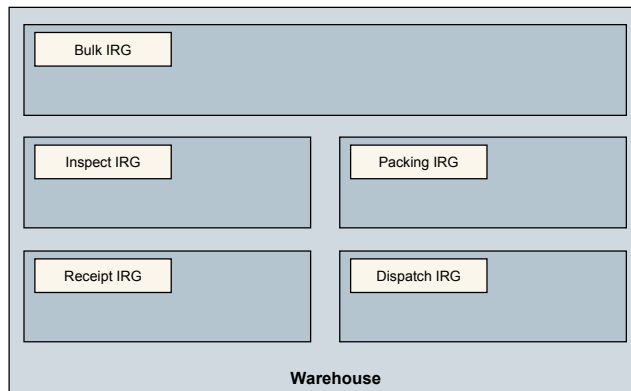 Bulk IRG
Inspect IRG
Packing IRG
Receipt IRG
Dispatch IRG
Warehouse